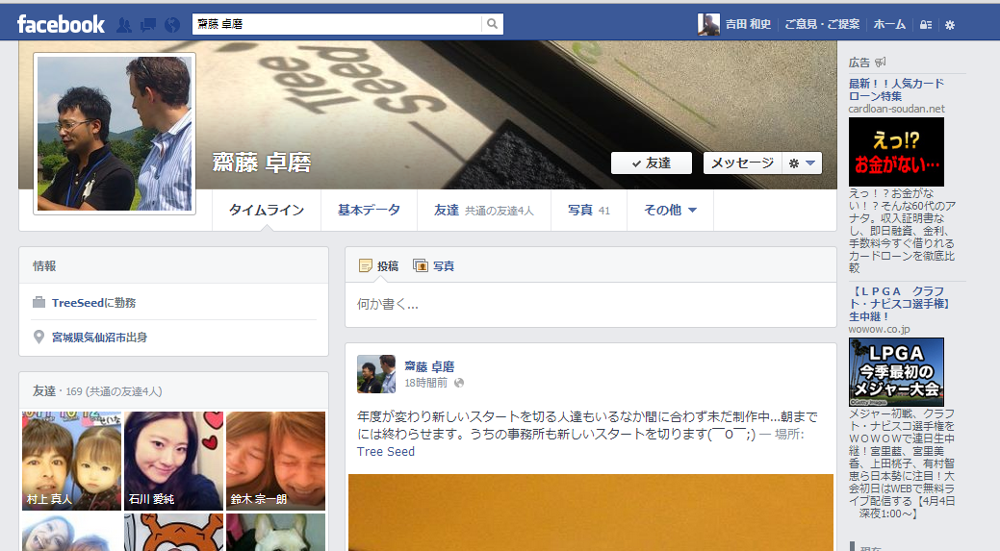 facebook
齋藤 卓磨
吉田 和史
ご意見・ご提案
ホーム
Tree
Seed
齋藤 卓磨
友達
メッセージ
タイムライン
基本データ
友達 共通の友達4人
写真 41
その他
情報
TreeSeedに勤務
宮城県気仙沼市出身
友達 · 169 (共通の友達4人)
村上 真人
石川 愛純
鈴木 宗一朗
投稿
写真
何か書く...
齋藤 卓磨
18時間前
年度が変わり新しいスタートを切る人達もいるなか間に合わず未だ制作中...朝まで
には終わらせます。うちの事務所も新しいスタートを切ります(￣O￣;) — 場所:
Tree Seed
広告
最新！！人気カード
ローン特集
cardloan-soudan.net
えっ!?
お金がない…
えっ！？お金がな
い！？そんな60代のア
ナタ。収入証明書な
し、即日融資、金利、
手数料今すぐ借りれる
カードローンを徹底比
較
【ＬＰＧＡ　クラフ
ト・ナビスコ選手権】
生中継！
wowow.co.jp
LPGA
今季最初の
メジャー大会
©Getty Images
メジャー初戦、クラフ
ト・ナビスコ選手権を
ＷＯＷＯＷで連日生中
継！宮里藍、宮里美
香、上田桃子、有村智
恵ら日本勢に注目！大
会初日はWEBで無料ラ
イブ配信する【4月4日
深夜1:00～】